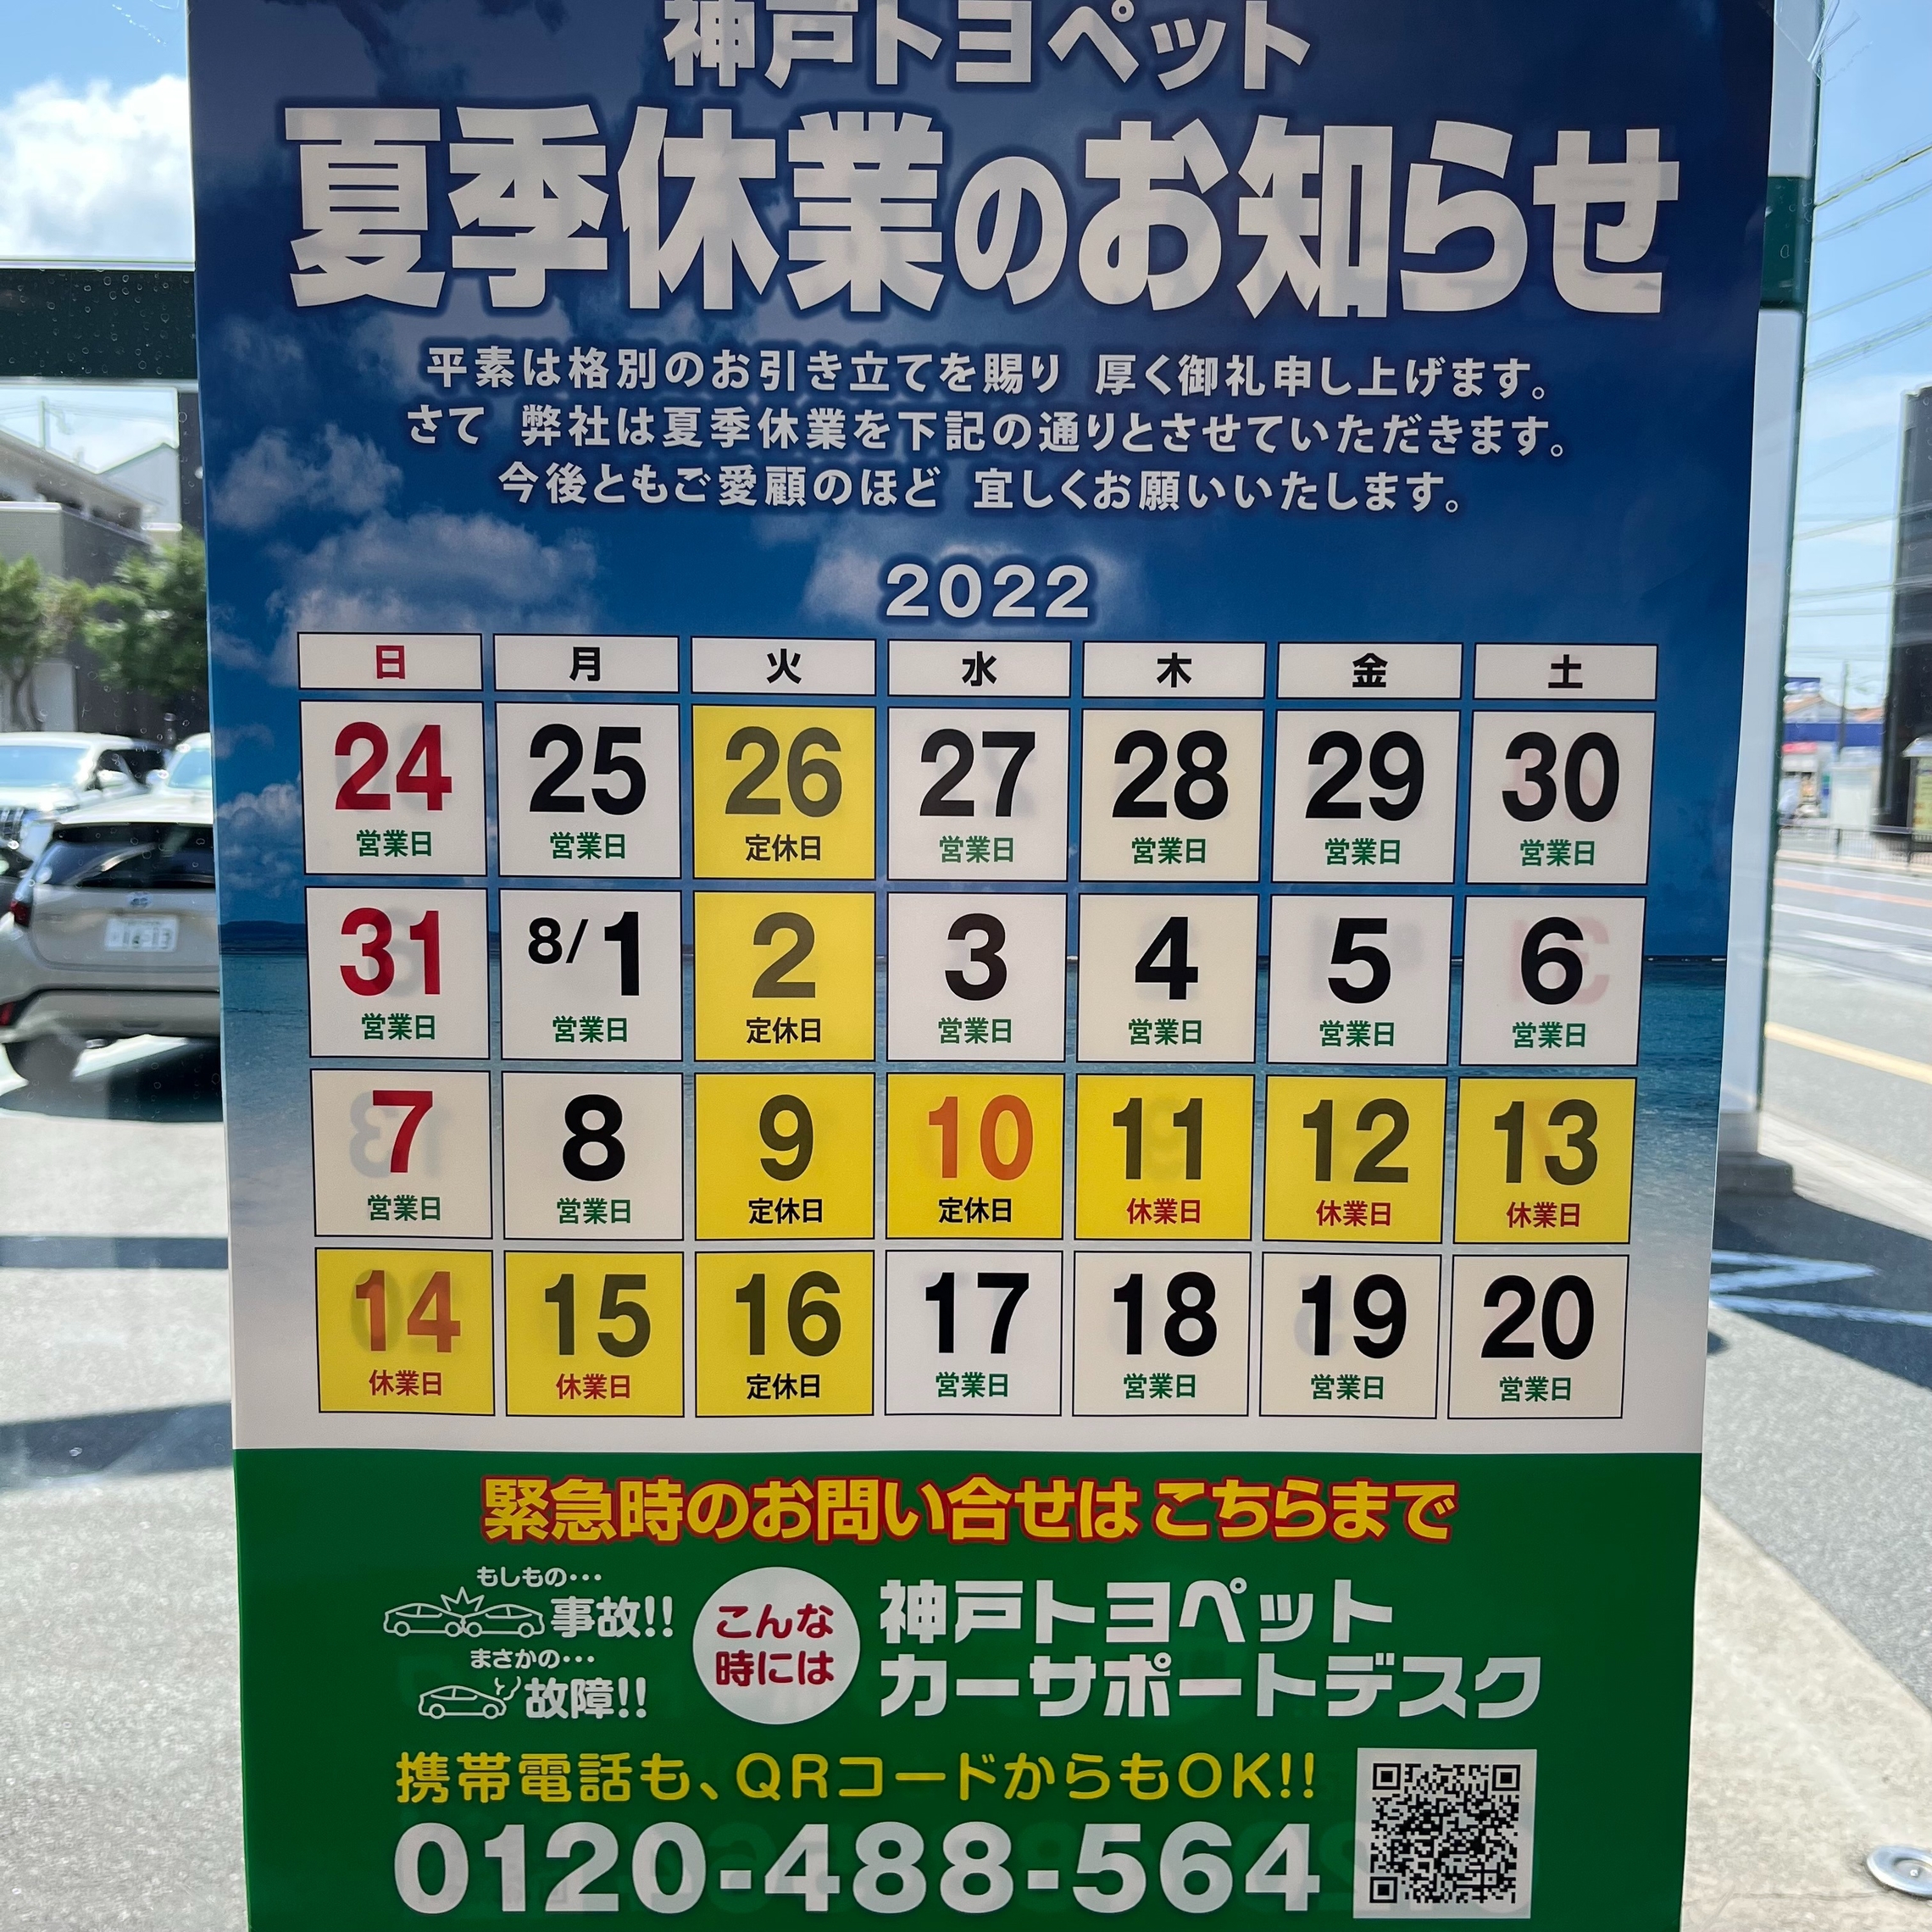 神戸トヨペット
夏季休業のお知らせ
平素は格別のお引き立てを賜り 厚く御礼申し上げます。
さて 弊社は夏季休業を下記の通りとさせていただきます。
今後ともご愛顧のほど 宜しくお願いいたします。
2022
日 月 火 水 木 金 土
24 25 26 27 28 29 30
営業日 営業日 定休日 営業日 営業日 営業日 営業日
31 8/1 2 3 4 5 6
営業日 営業日 定休日 営業日 営業日 営業日 営業日
7 8 9 10 11 12 13
営業日 営業日 定休日 定休日 休業日 休業日 休業日
14 15 16 17 18 19 20
休業日 休業日 定休日 営業日 営業日 営業日 営業日
緊急時のお問い合せは こちらまで
もしもの・・・
事故!!
まさかの・・・
故障!!
こんな
時には
神戸トヨペット
カーサポートデスク
携帯電話も、QRコードからもOK!!
0120-488-564